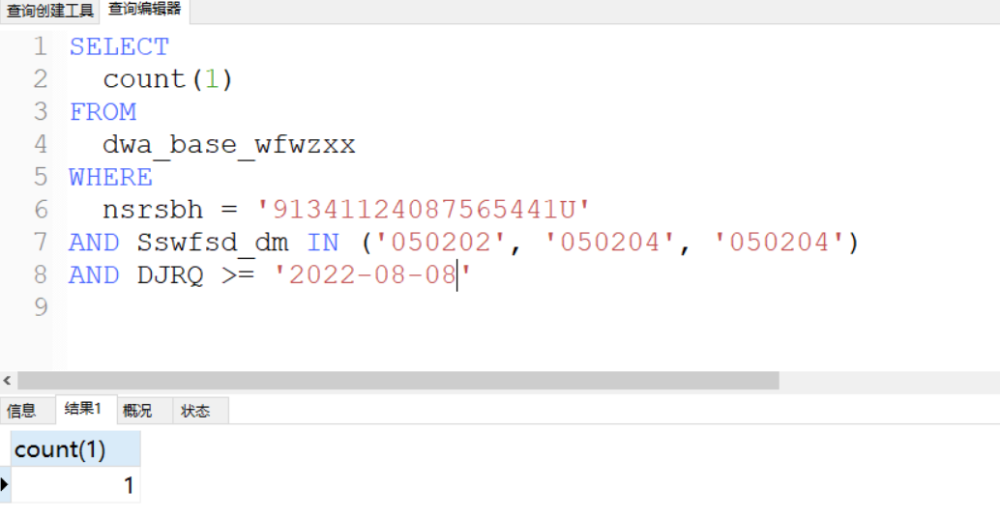 查询创建工具 查询编辑器
1 SELECT
2 count(1)
3 FROM
4 dwa_base_wfwzxx
5 WHERE
6 nsrsbh = '91341124087565441U'
7 AND Sswfsd_dm IN ('050202', '050204', '050204')
8 AND DJRQ >= '2022-08-08'
9
信息 结果1 概况 状态
count(1)
1